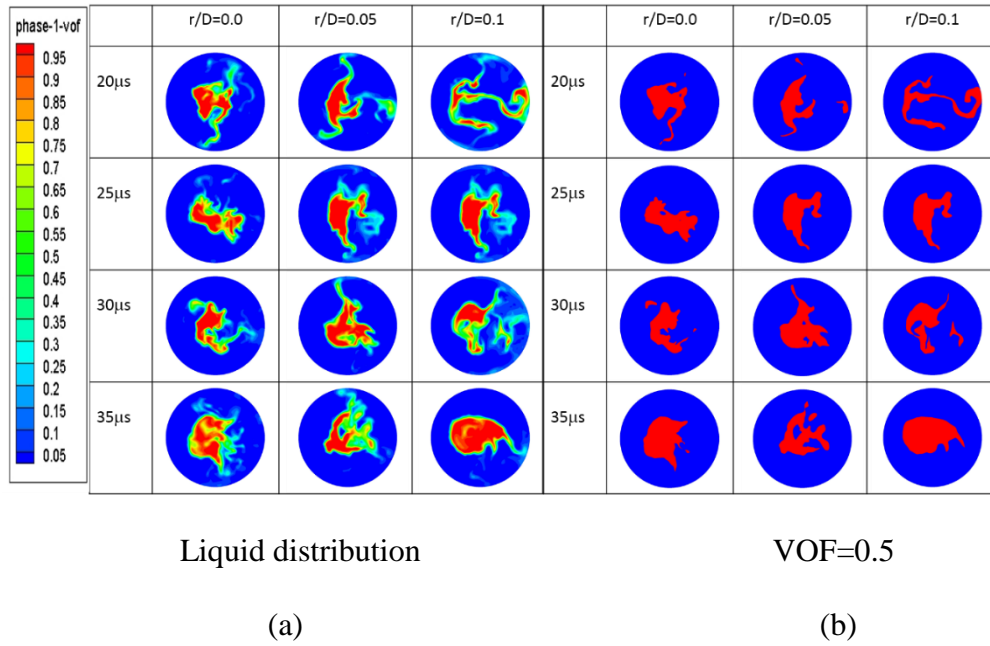 phase-1-vof
0.95
0.9
0.85
0.8
0.75
0.7
0.65
0.6
0.55
0.5
0.45
0.4
0.35
0.3
0.25
0.2
0.15
0.1
0.05
r/D=0.0 r/D=0.05 r/D=0.1 r/D=0.0 r/D=0.05 r/D=0.1
20μs 20μs
25μs 25μs
30μs 30μs
35μs 35μs
Liquid distribution VOF=0.5
(a) (b)